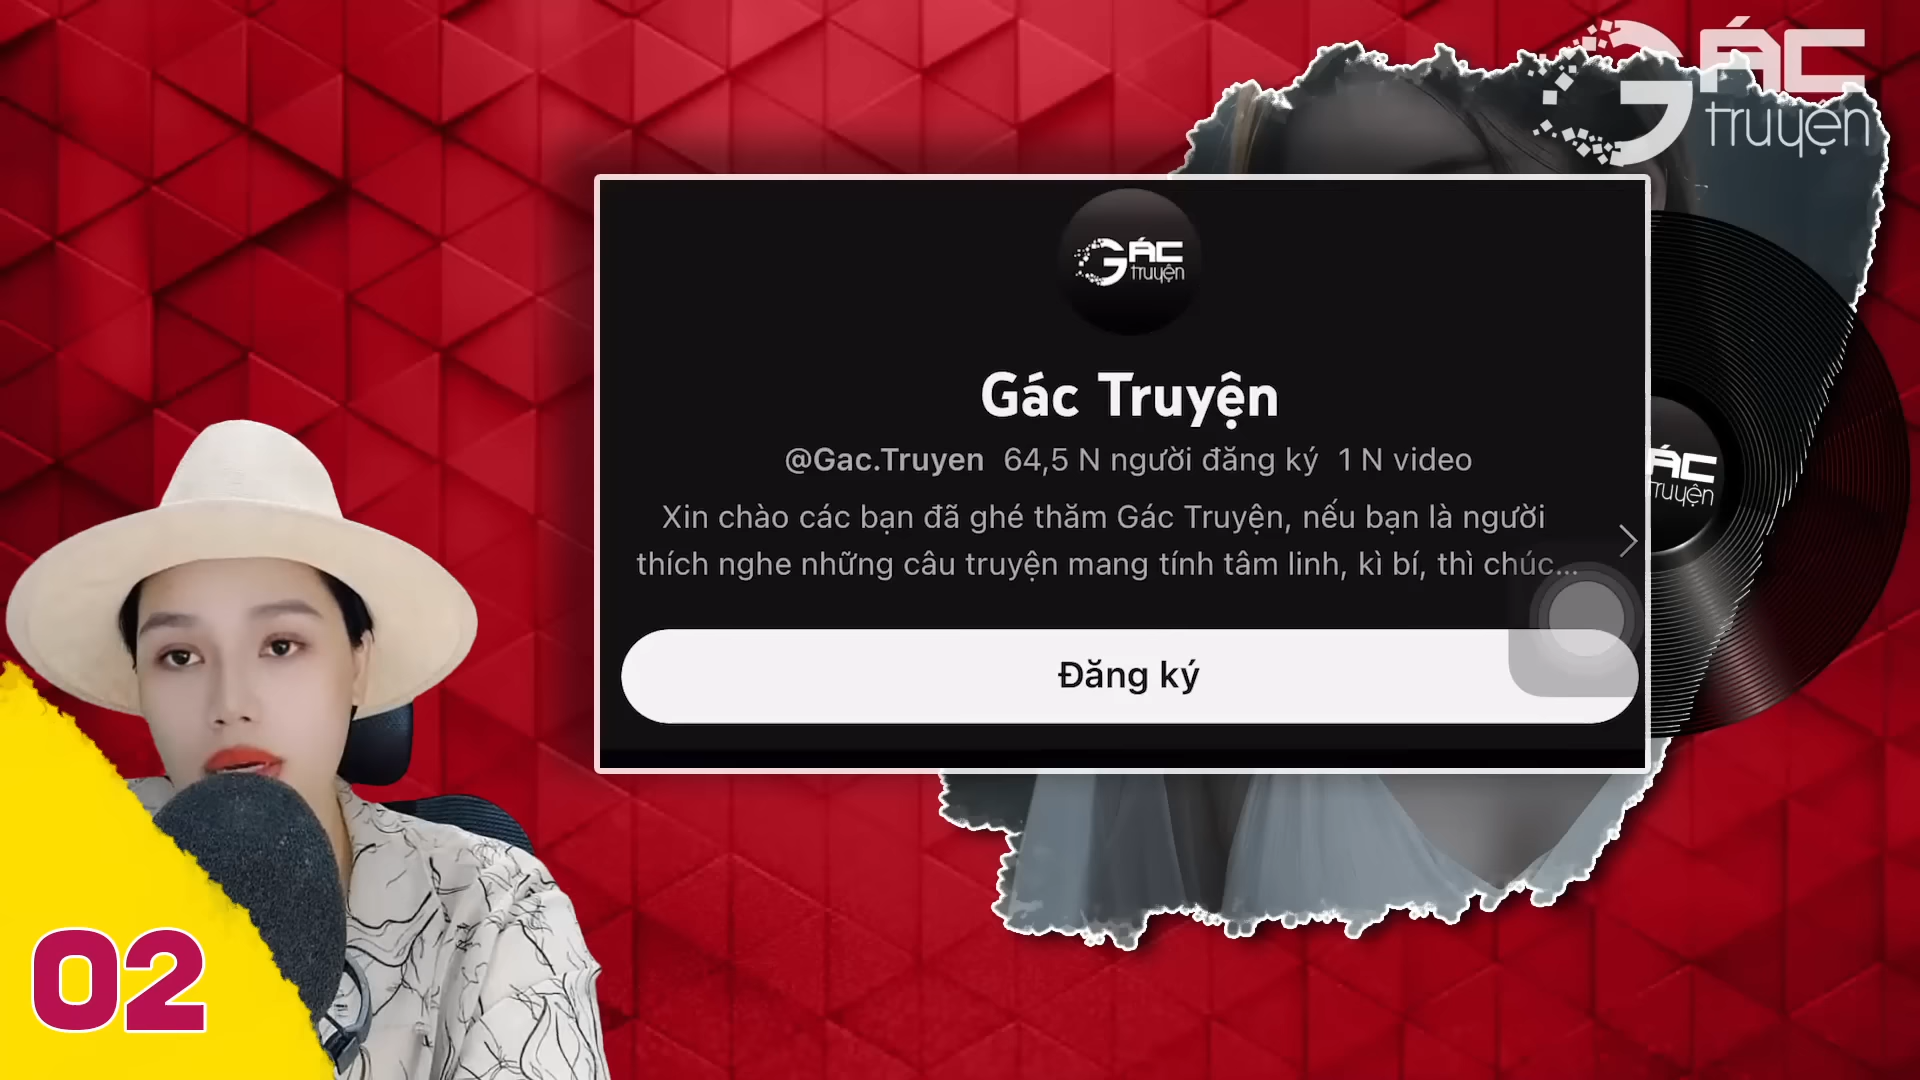 GÁC
truyện
GÁC
truyện
Gác Truyện
@Gac.Truyen 64,5 N người đăng ký 1 N video
Xin chào các bạn đã ghé thăm Gác Truyện, nếu bạn là người
thích nghe những câu truyện mang tính tâm linh, kì bí, thì chúc...
Đăng ký
ÁC
truyện
02